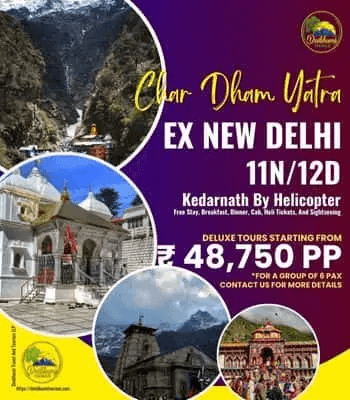 Char Dham Yatra
EX NEW DELHI
11N/12D
Kedarnath By Helicopter
Free Stay, Breakfast, Dinner, Cab, Heli Tickets, And Sightseeing
DELUXE TOURS STARTING FROM
₹ 48,750 PP
*FOR A GROUP OF 6 PAX
CONTACT US FOR MORE DETAILS